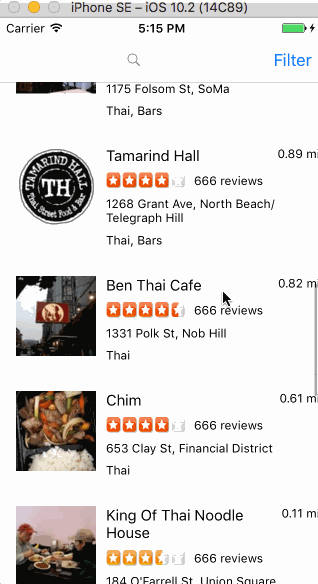 iPhone SE – iOS 10.2 (14C89)
Carrier 5:15 PM
Filter
1175 Folsom St, SoMa
Thai, Bars
TAMARIND HALL
TH
Thai Street Food & Bar
Tamarind Hall 0.89 mi
666 reviews
1268 Grant Ave, North Beach/
Telegraph Hill
Thai, Bars
Ben Thai Cafe 0.82 mi
666 reviews
1331 Polk St, Nob Hill
Thai
Chim 0.61 mi
666 reviews
653 Clay St, Financial District
Thai
King Of Thai Noodle 0.11 mi
House
666 reviews
184 O'Farrell St, Union Square